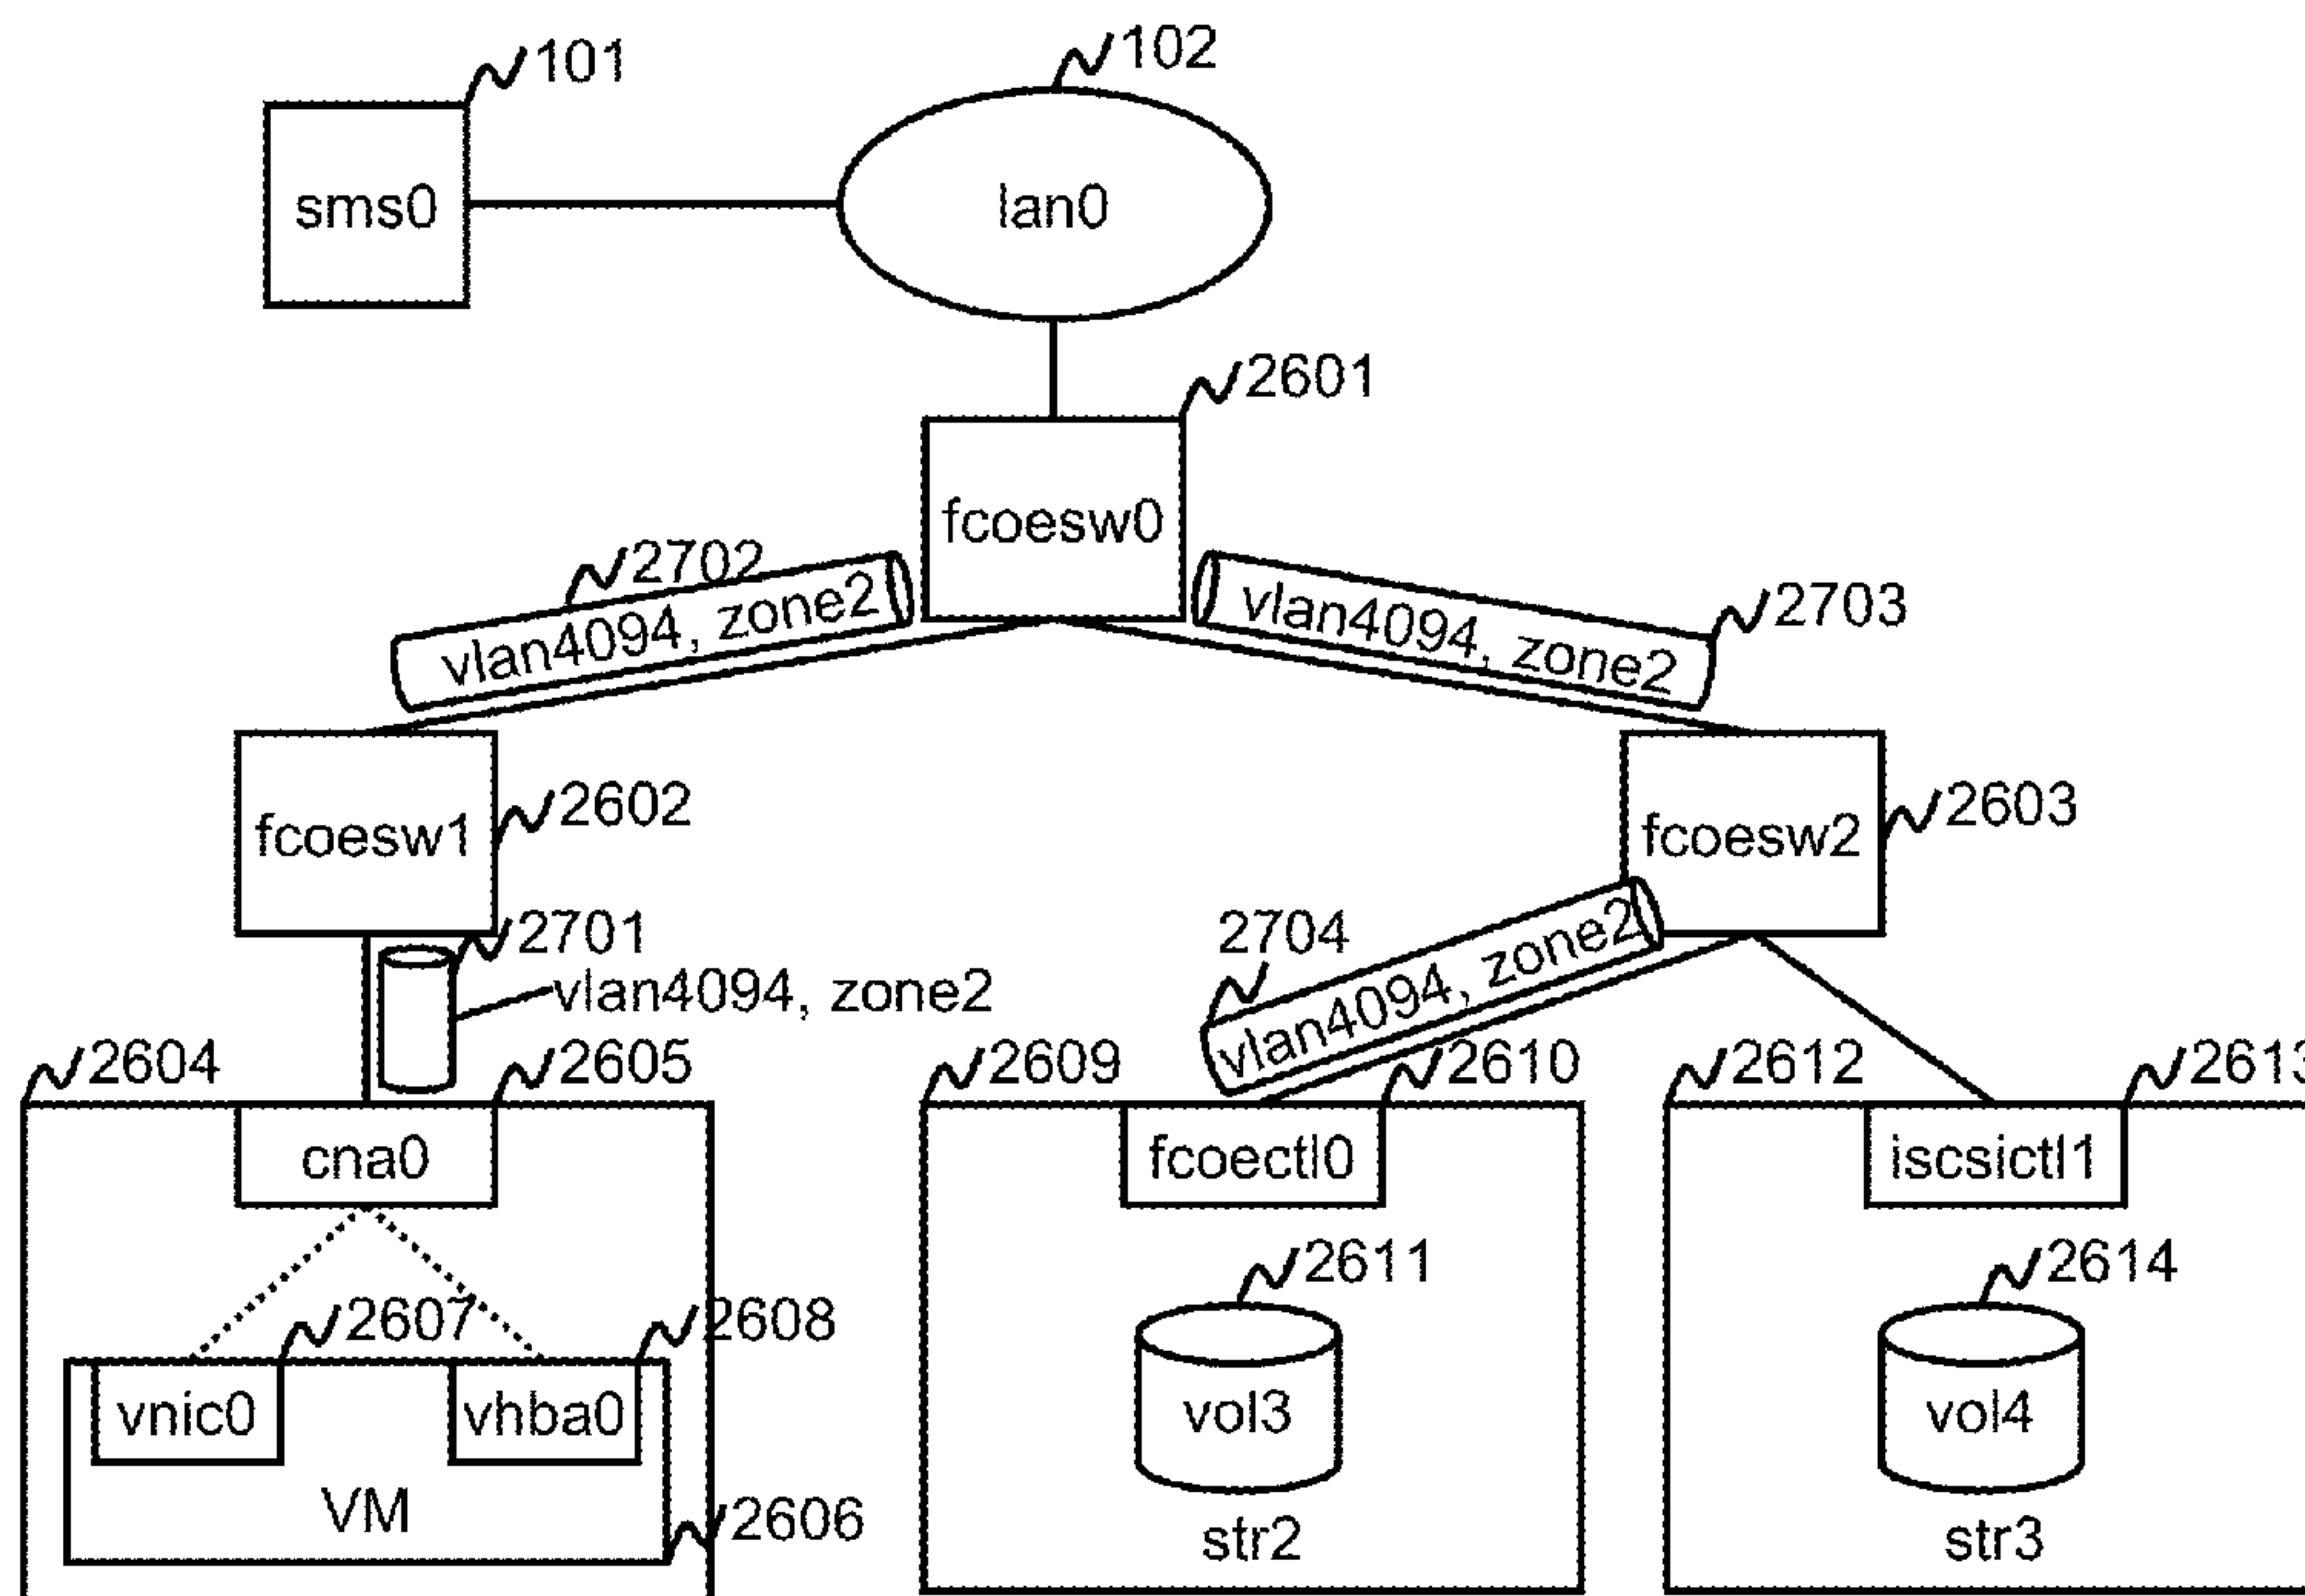 101
102
sms0
lan0
2601
fcoesw0
2702
vlan4094, zone2
vlan4094, zone2
2703
fcoesw1
2602
fcoesw2
2603
2701
vlan4094, zone2
2704
vlan4094, zone2
2604
2605
2609
2610
2612
2613
cna0
fcoectl0
iscsictl1
2607
2608
2611
2614
vnic0
vhba0
vol3
vol4
VM
2606
str2
str3